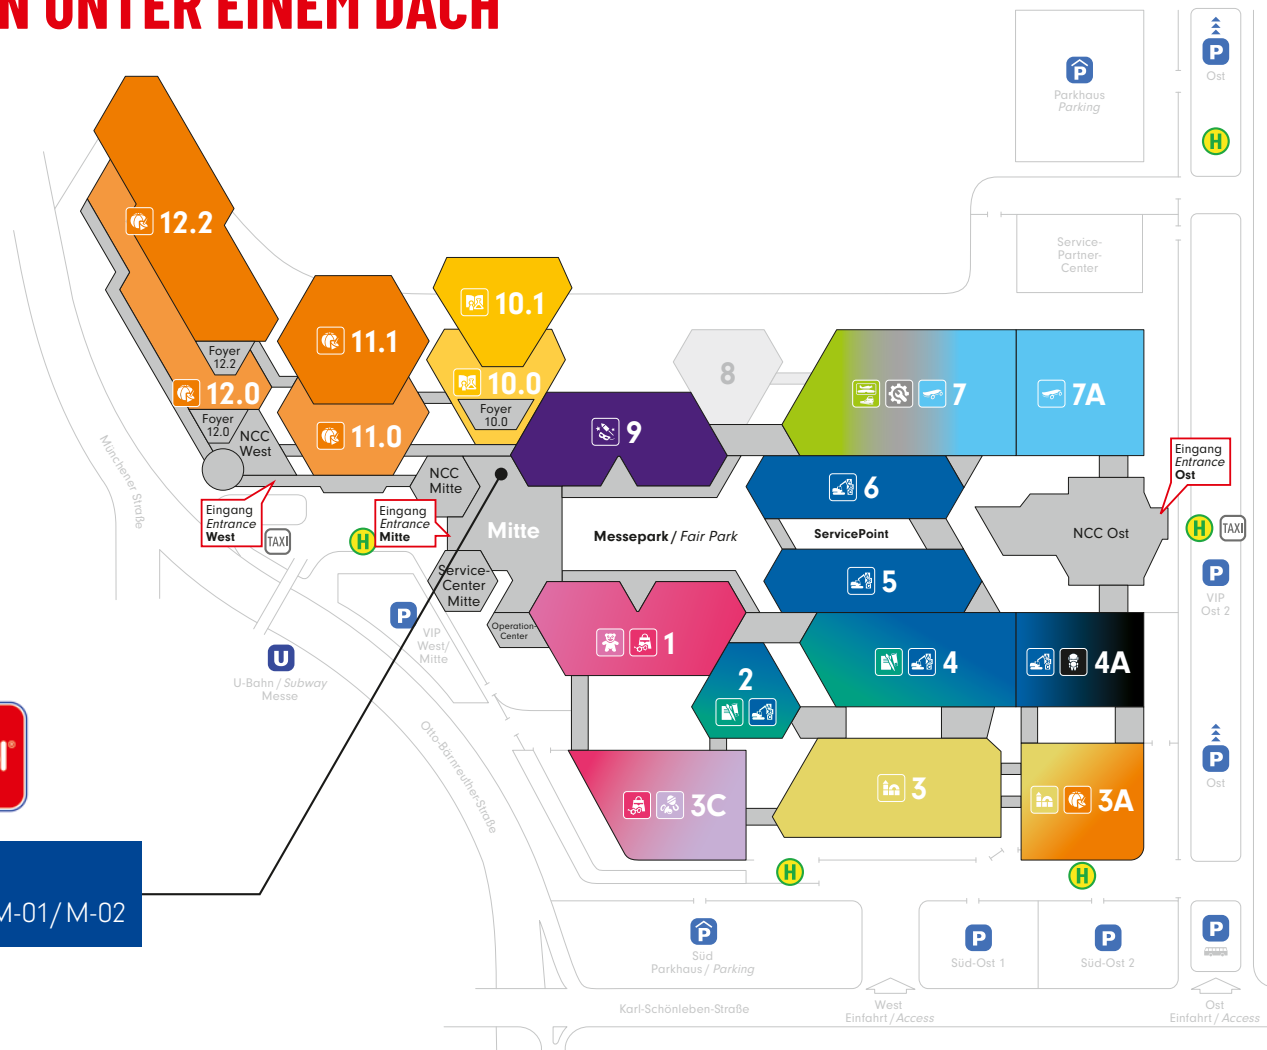 N UNTER EINEM DACH
P
Ost
H
P
Parkhaus
Parking
Service-
Partner-
Center
12.2
11.1
10.1
10.0
Foyer
10.0
Foyer
12.2
12.0
Foyer
12.0
NCC
West
11.0
9
8
7
7A
Eingang
Entrance
Ost
NCC
Mitte
6
Münchener Straße
Eingang
Entrance
West
TAXI
H
Eingang
Entrance
Mitte
Mitte
Messepark / Fair Park
ServicePoint
NCC Ost
H
TAXI
Service-
Center
Mitte
5
P
VIP
Ost 2
P
VIP
West/
Mitte
Operation-
Center
1
2
4
4A
U
U-Bahn / Subway
Messe
Otto-Bärnreuther-Straße
3C
3
3A
P
Ost
H
H
M-01 / M-02
P
Süd
Parkhaus / Parking
P
Süd-Ost 1
P
Süd-Ost 2
P
Karl-Schönleben-Straße
West
Einfahrt / Access
Ost
Einfahrt / Access